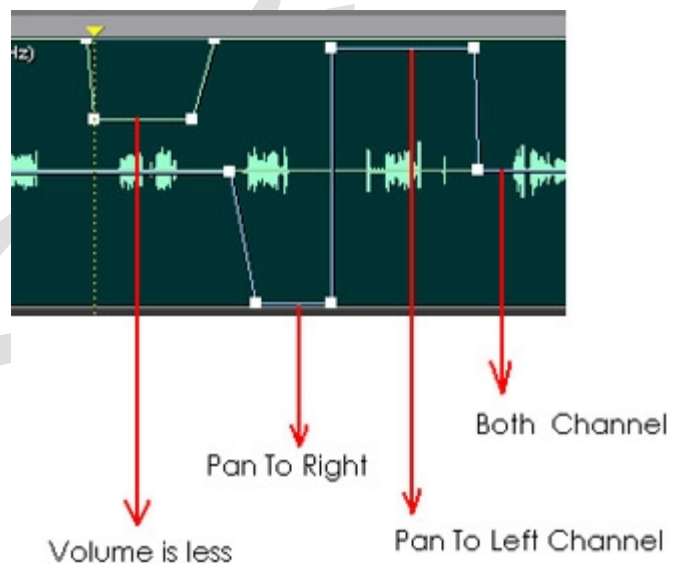 Hz)
Both Channel
Pan To Right
Pan To Left Channel
Volume is less